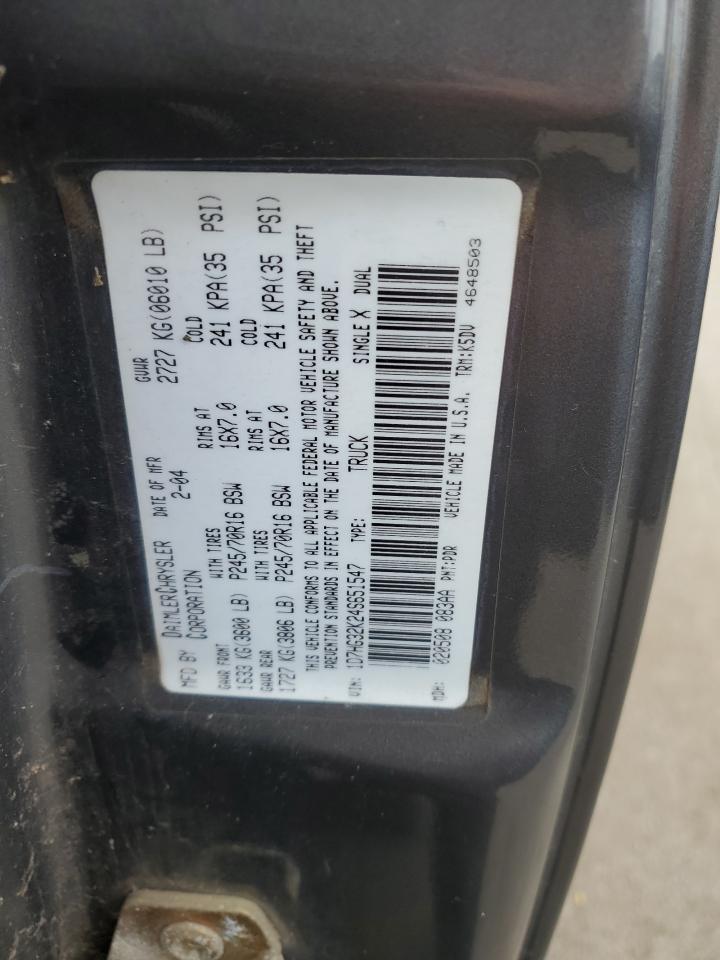 MFD BY DAIMLERCHRYSLER CORPORATION DATE OF MFR 2-04 GVWR 2727 KG(06010 LB)
GAWR FRONT WITH TIRES RIMS AT COLD
1633 KG(3600 LB) P245/70R16 BSW 16X7.0 241 KPA(35 PSI)
GAWR REAR WITH TIRES RIMS AT COLD
1727 KG(3806 LB) P245/70R16 BSW 16X7.0 241 KPA(35 PSI)
THIS VEHICLE CONFORMS TO ALL APPLICABLE FEDERAL MOTOR VEHICLE SAFETY AND THEFT
PREVENTION STANDARDS IN EFFECT ON THE DATE OF MANUFACTURE SHOWN ABOVE.
VIN: 1D7HG32K24S651547 TYPE: TRUCK SINGLE X DUAL
MDH: 020508 083AA PNT:PBR VEHICLE MADE IN U.S.A. TRM:K5DV 4648503